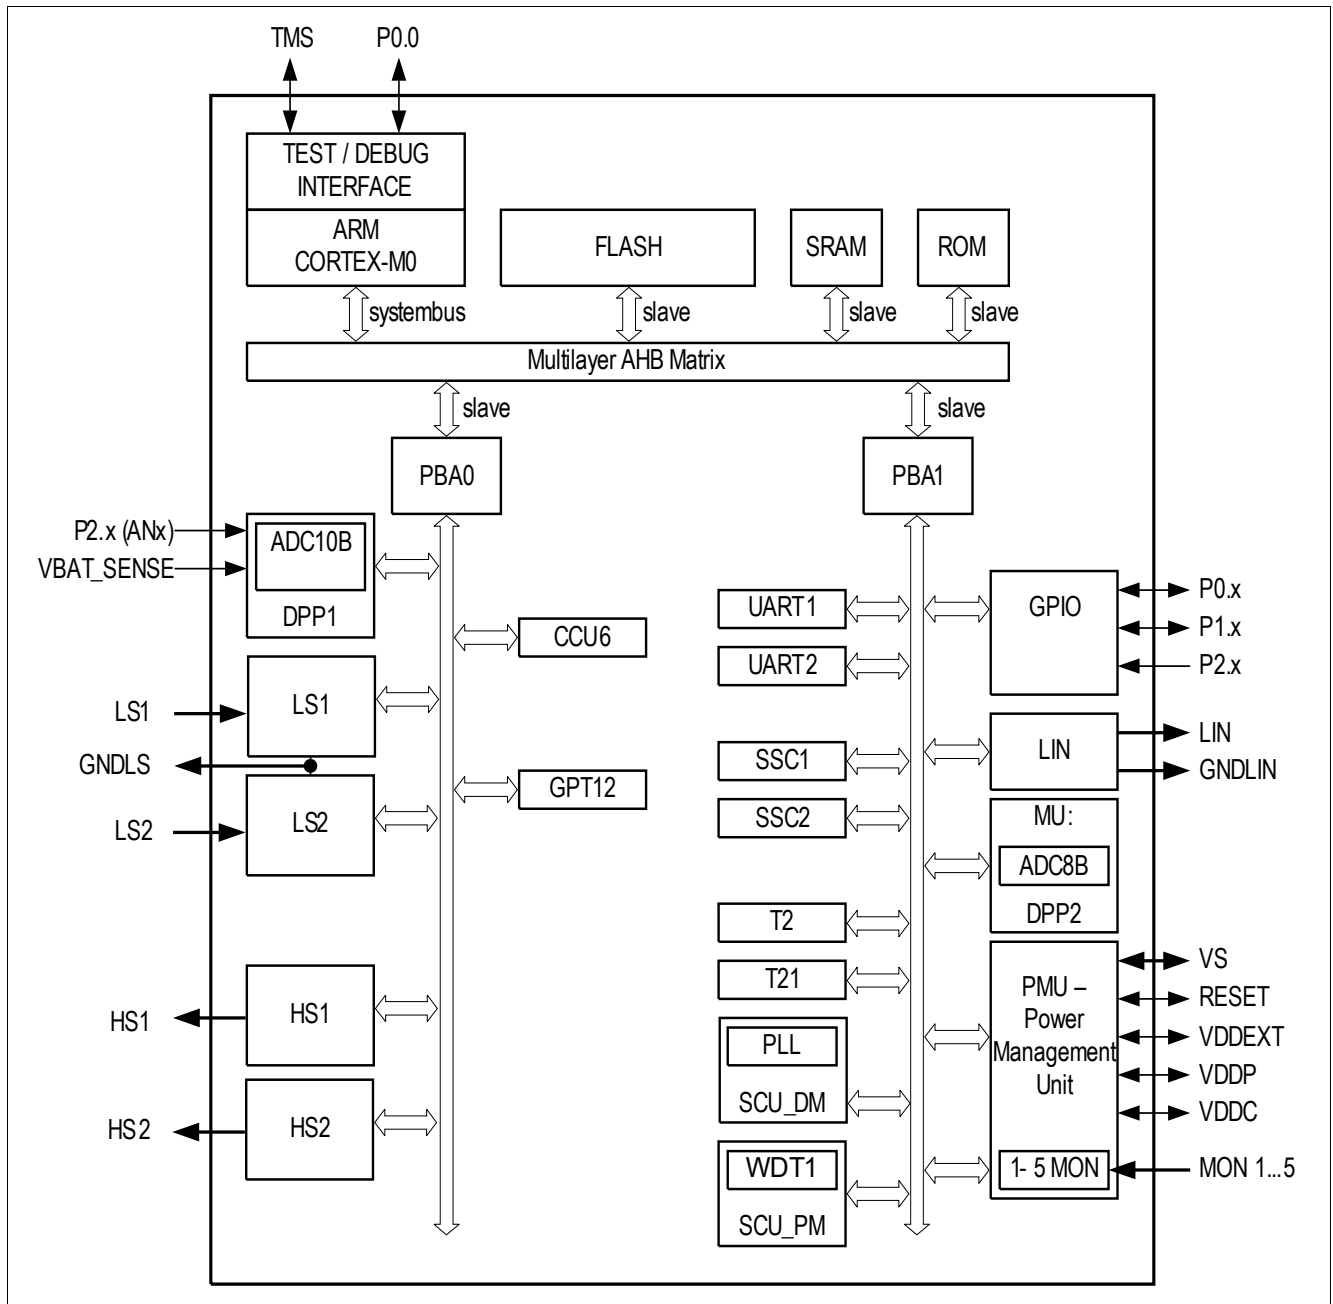 TMS
P0.0
TEST / DEBUG
INTERFACE
ARM
CORTEX-M0
FLASH
SRAM
ROM
systembus
slave
slave
slave
Multilayer AHB Matrix
slave
slave
PBA0
PBA1
P2.x (ANx)
VBAT_SENSE
ADC10B
DPP1
CCU6
LS1
LS1
GNDLS
GPT12
LS2
LS2
HS1
HS1
HS2
HS2
UART1
UART2
SSC1
SSC2
T2
T21
PLL
SCU_DM
WDT1
SCU_PM
GPIO
P0.x
P1.x
P2.x
LIN
LIN
GNDLIN
MU:
ADC8B
DPP2
PMU –
Power
Management
Unit
VS
RESET
VDDEXT
VDDP
VDDC
1- 5 MON
MON 1...5